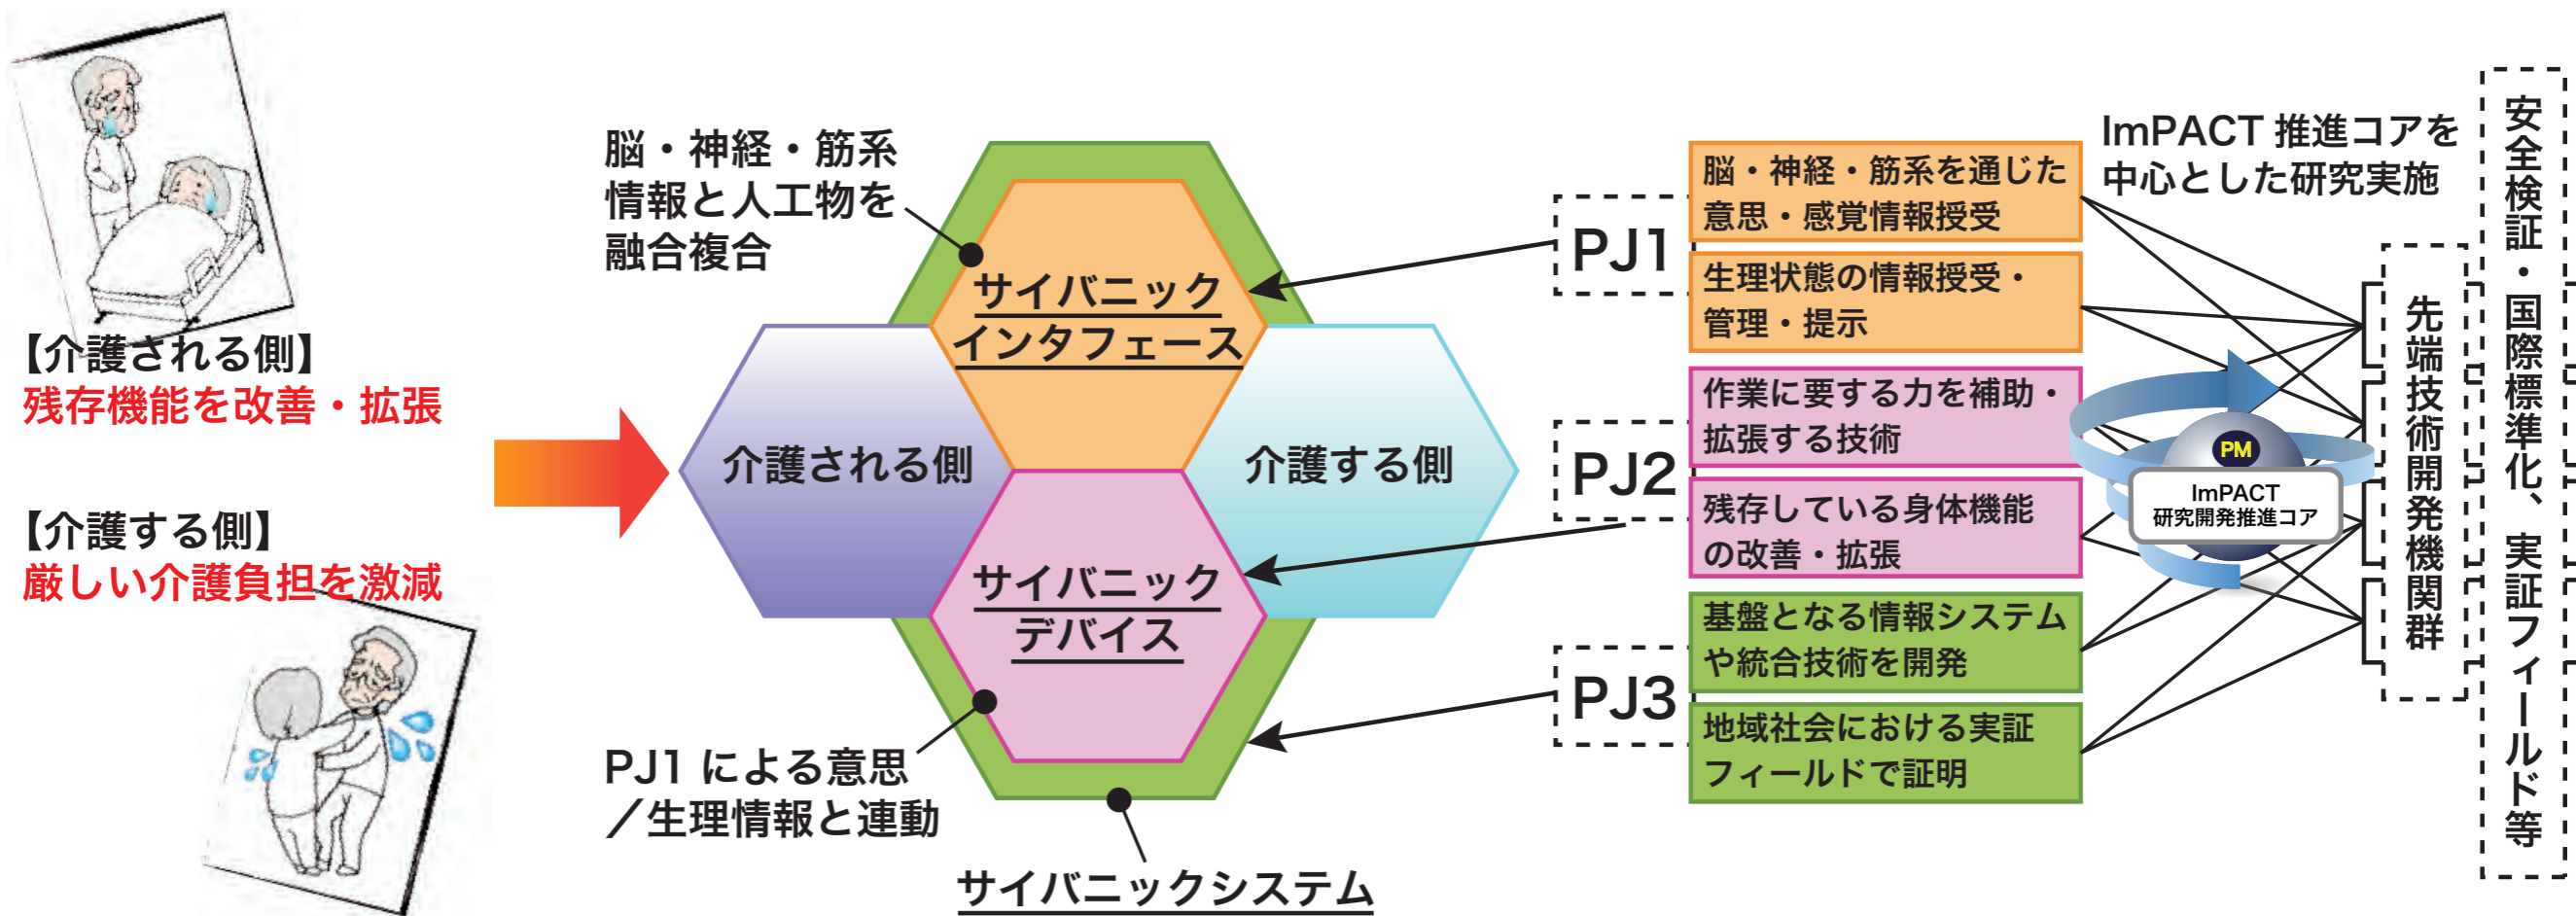 【介護される側】
残存機能を改善・拡張
【介護する側】
厳しい介護負担を激減
脳・神経・筋系
情報と人工物を
融合複合
サイバニック
インタフェース
介護される側
介護する側
サイバニック
デバイス
PJ1 による意思
／生理情報と連動
サイバニックシステム
PJ1
脳・神経・筋系を通じた
意思・感覚情報授受
生理状態の情報授受・
管理・提示
PJ2
作業に要する力を補助・
拡張する技術
残存している身体機能
の改善・拡張
PJ3
基盤となる情報システム
や統合技術を開発
地域社会における実証
フィールドで証明
ImPACT 推進コアを
中心とした研究実施
PM
ImPACT
研究開発推進コア
先端技術開発機関群
安全検証・国際標準化、実証フィールド等